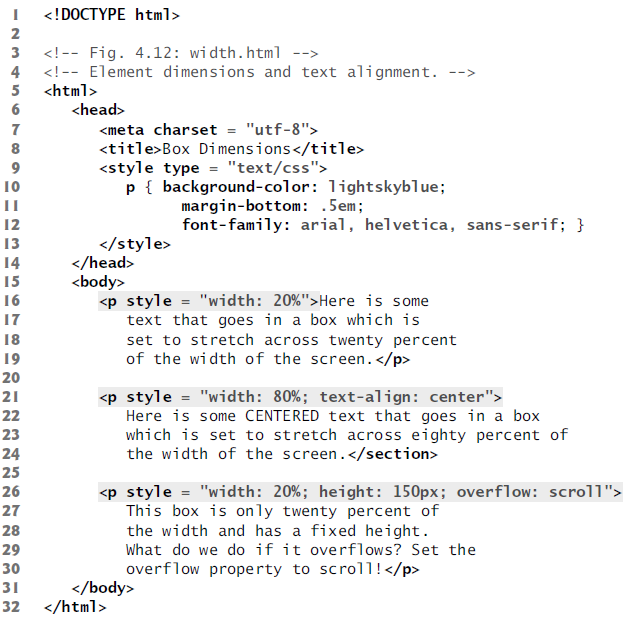 1 <!DOCTYPE html>
2
3 <!-- Fig. 4.12: width.html -->
4 <!-- Element dimensions and text alignment. -->
5 <html>
6 <head>
7 <meta charset = "utf-8">
8 <title>Box Dimensions</title>
9 <style type = "text/css">
10 p { background-color: lightskyblue;
11 margin-bottom: .5em;
12 font-family: arial, helvetica, sans-serif; }
13 </style>
14 </head>
15 <body>
16 <p style = "width: 20%">Here is some
17 text that goes in a box which is
18 set to stretch across twenty percent
19 of the width of the screen.</p>
20
21 <p style = "width: 80%; text-align: center">
22 Here is some CENTERED text that goes in a box
23 which is set to stretch across eighty percent of
24 the width of the screen.</section>
25
26 <p style = "width: 20%; height: 150px; overflow: scroll">
27 This box is only twenty percent of
28 the width and has a fixed height.
29 What do we do if it overflows? Set the
30 overflow property to scroll!</p>
31 </body>
32 </html>